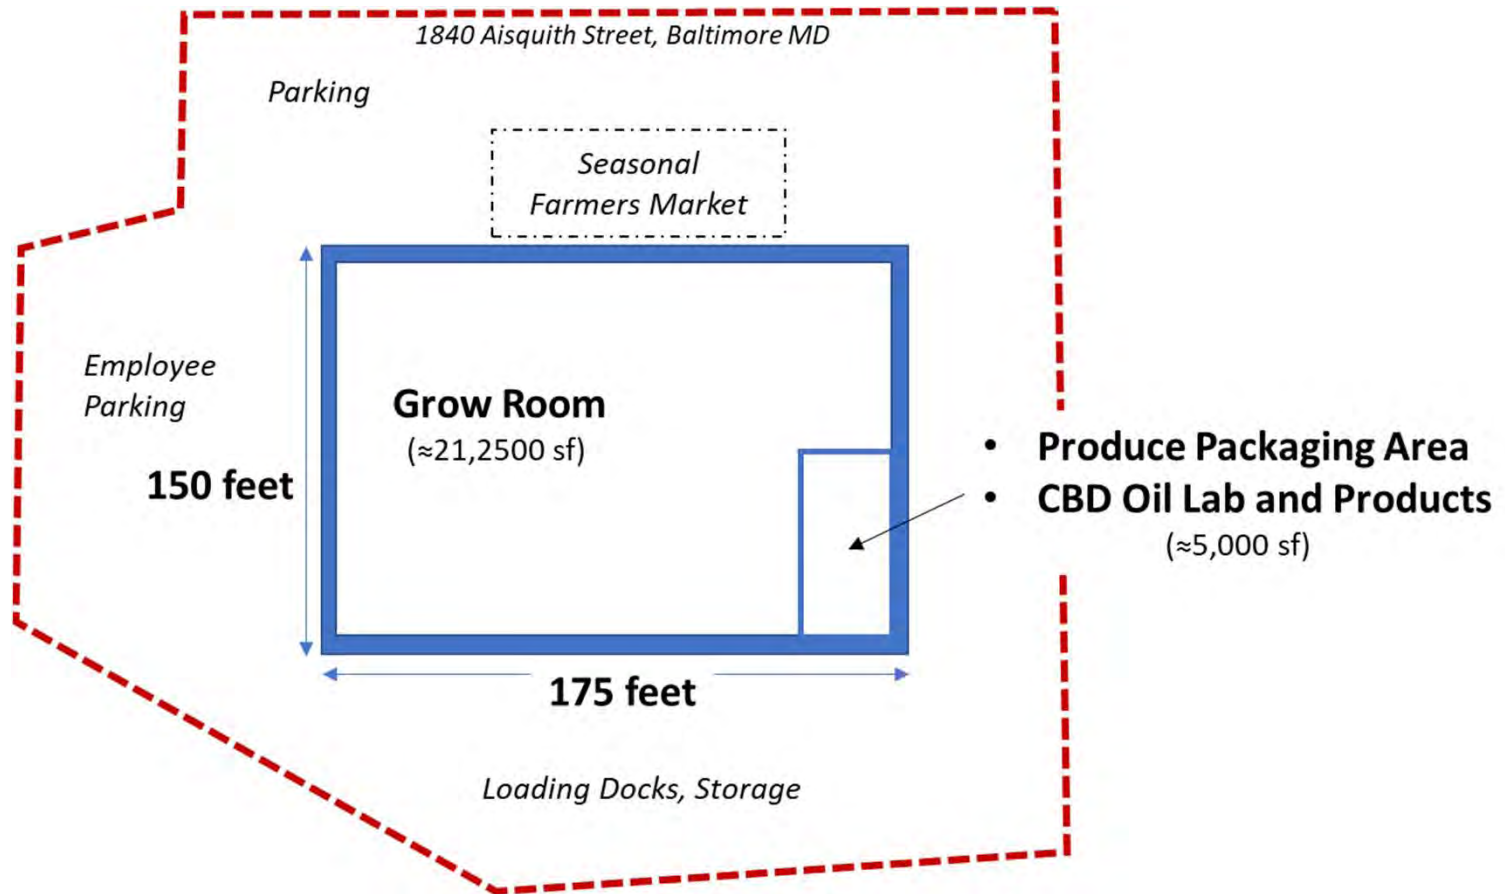 1840 Aisquith Street, Baltimore MD
Parking
Seasonal
Farmers Market
Employee
Parking
Grow Room
(≈21,2500 sf)
150 feet
• Produce Packaging Area
• CBD Oil Lab and Products
(≈5,000 sf)
175 feet
Loading Docks, Storage